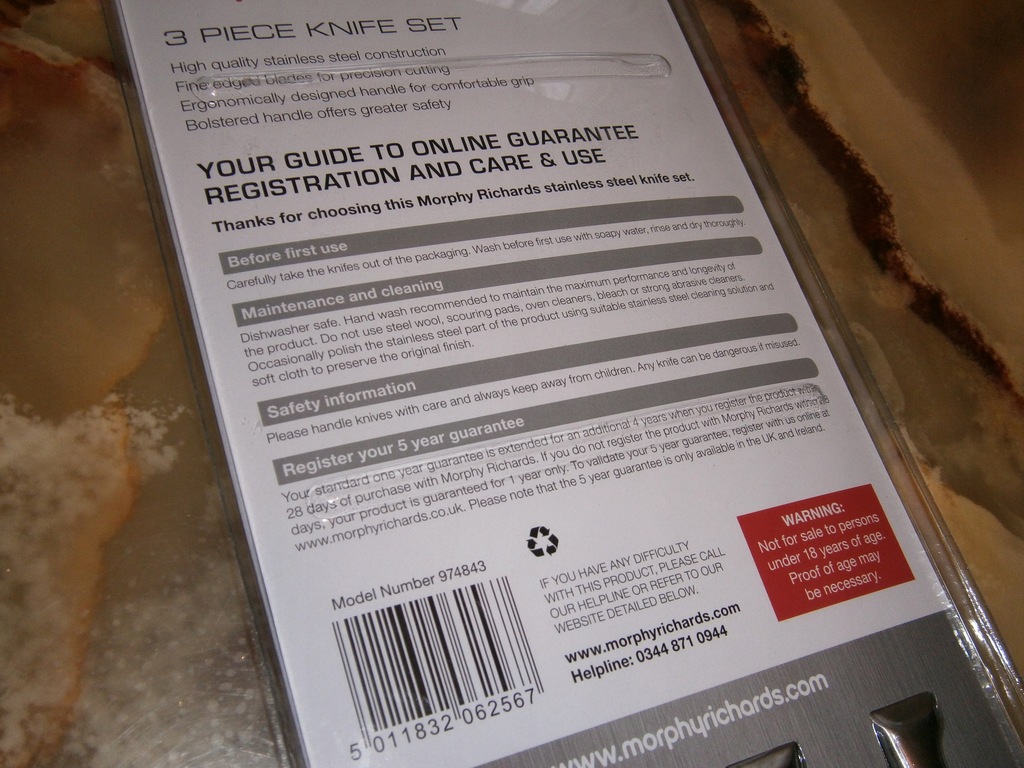 3 PIECE KNIFE SET
High quality stainless steel construction
Fine edged blades for precision cutting
Ergonomically designed handle for comfortable grip
Bolstered handle offers greater safety
YOUR GUIDE TO ONLINE GUARANTEE
REGISTRATION AND CARE & USE
Thanks for choosing this Morphy Richards stainless steel knife set.
Before first use
Carefully take the knifes out of the packaging. Wash before first use with soapy water, rinse and dry thoroughly.
Maintenance and cleaning
Dishwasher safe. Hand wash recommended to maintain the maximum performance and longevity of
the product. Do not use steel wool, scouring pads, oven cleaners, bleach or strong abrasive cleaners.
Occasionally polish the stainless steel part of the product using suitable stainless steel cleaning solution and
soft cloth to preserve the original finish.
Safety information
Please handle knives with care and always keep away from children. Any knife can be dangerous if misused.
Register your 5 year guarantee
Your standard one year guarantee is extended for an additional 4 years when you register the product within
28 days of purchase with Morphy Richards. If you do not register the product with Morphy Richards within 28
days, your product is guaranteed for 1 year only. To validate your 5 year guarantee, register with us online at
www.morphyrichards.co.uk. Please note that the 5 year guarantee is only available in the UK and Ireland.
Model Number 974843
5 011832 062567
IF YOU HAVE ANY DIFFICULTY
WITH THIS PRODUCT, PLEASE CALL
OUR HELPLINE OR REFER TO OUR
WEBSITE DETAILED BELOW.
www.morphyrichards.com
Helpline: 0344 871 0944
WARNING:
Not for sale to persons
under 18 years of age.
Proof of age may
be necessary.
www.morphyrichards.com